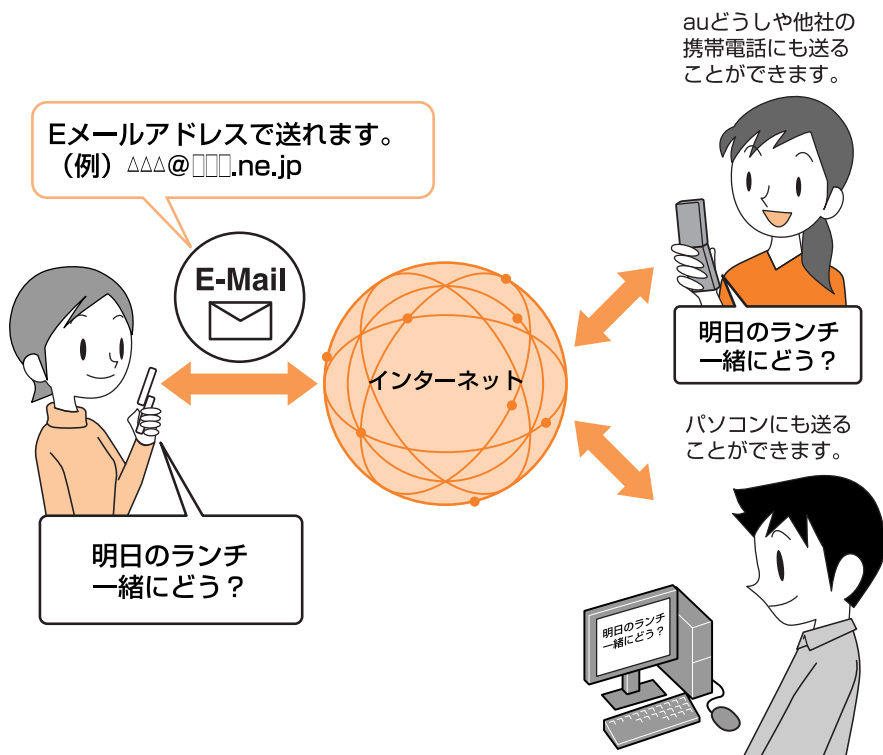 auどうしや他社の
携帯電話にも送る
ことができます。
Eメールアドレスで送れます。
（例）△△△@□□□.ne.jp
E-Mail
インターネット
明日のランチ
一緒にどう？
明日のランチ
一緒にどう？
パソコンにも送る
ことができます。
明日のランチ
一緒にどう？